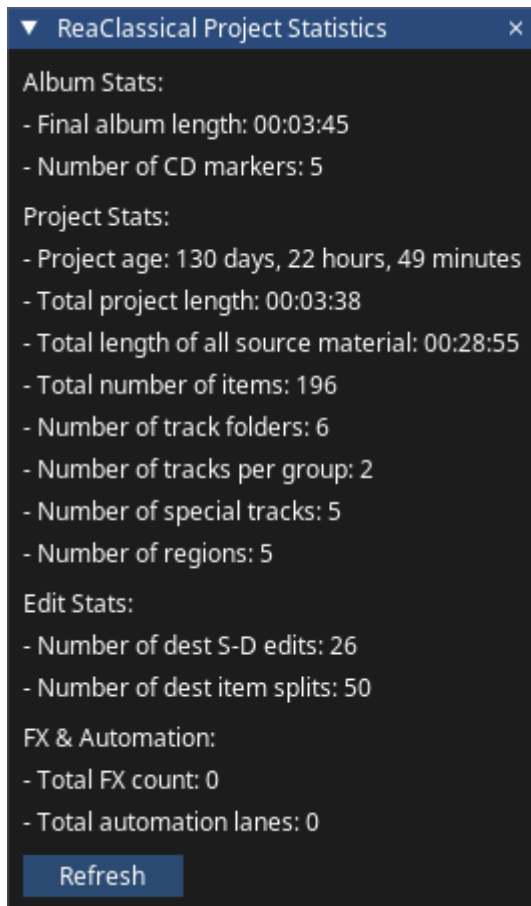 ReaClassical Project Statistics
Album Stats:
- Final album length: 00:03:45
- Number of CD markers: 5
Project Stats:
- Project age: 130 days, 22 hours, 49 minutes
- Total project length: 00:03:38
- Total length of all source material: 00:28:55
- Total number of items: 196
- Number of track folders: 6
- Number of tracks per group: 2
- Number of special tracks: 5
- Number of regions: 5
Edit Stats:
- Number of dest S-D edits: 26
- Number of dest item splits: 50
FX & Automation:
- Total FX count: 0
- Total automation lanes: 0
Refresh